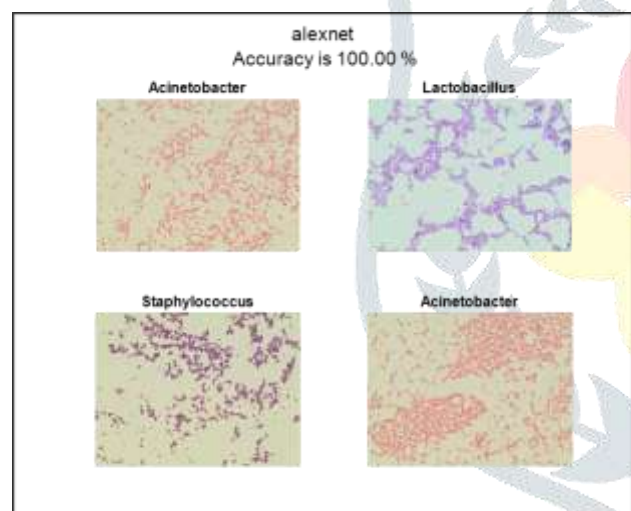 alexnet
Accuracy is 100.00 %
Acinetobacter
Lactobacillus
Staphylococcus
Acinetobacter